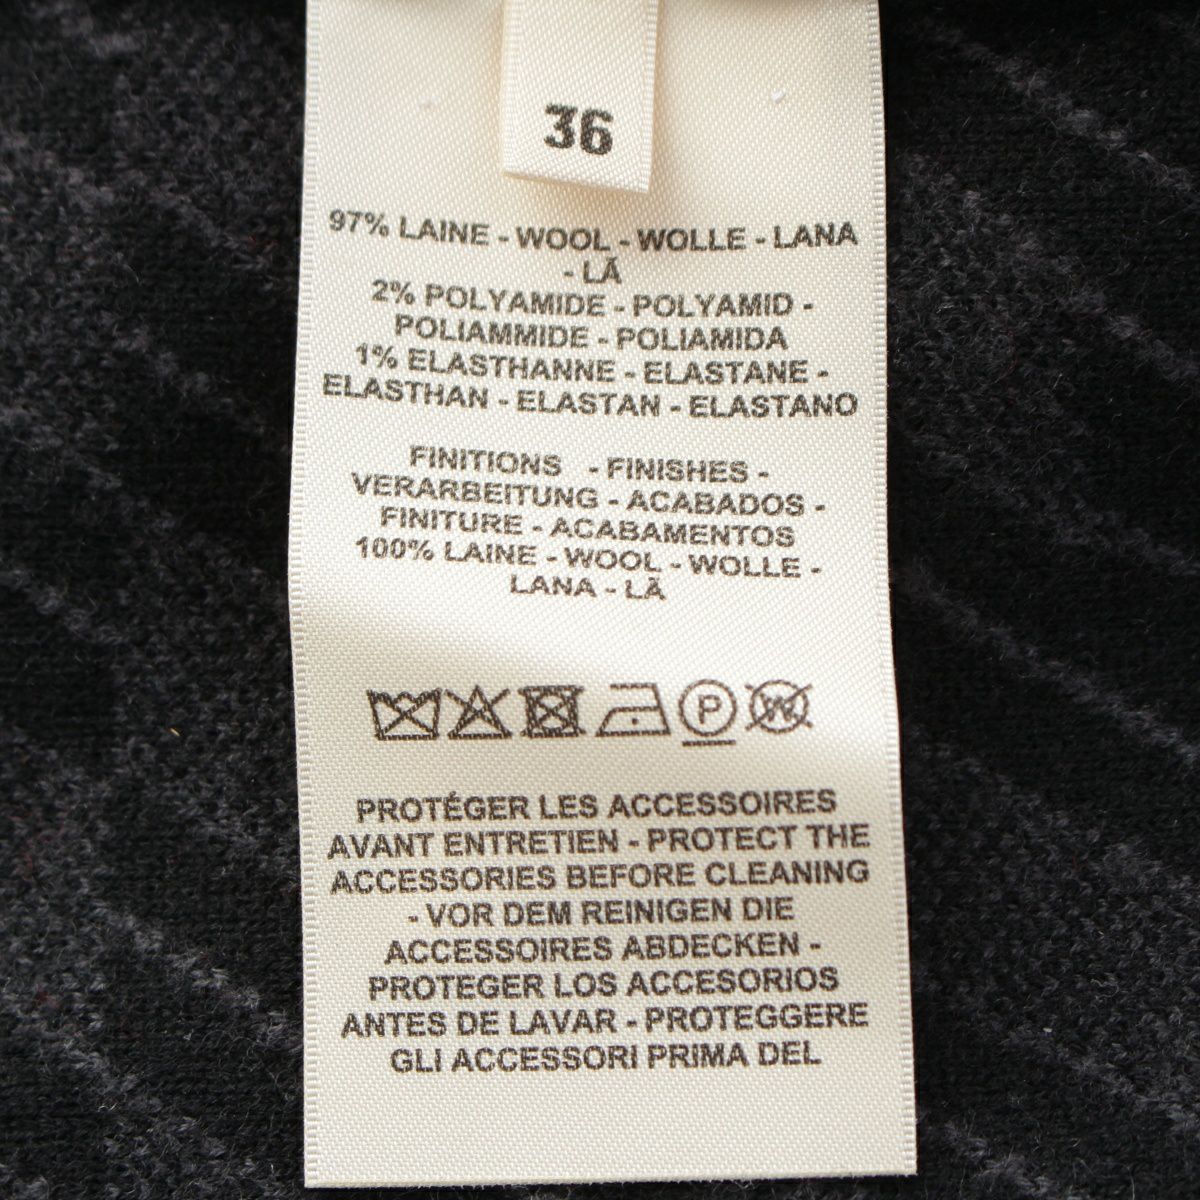 36
97% LAINE - WOOL - WOLLE - LANA
- LÃ
2% POLYAMIDE - POLYAMID -
POLIAMMIDE - POLIAMIDA
1% ELASTHANNE - ELASTANE -
ELASTHAN - ELASTAN - ELASTANO
FINITIONS - FINISHES -
VERARBEITUNG - ACABADOS -
FINITURE - ACABAMENTOS
100% LAINE - WOOL - WOLLE -
LANA - LÃ
P W
PROTÉGER LES ACCESSOIRES
AVANT ENTRETIEN - PROTECT THE
ACCESSORIES BEFORE CLEANING
- VOR DEM REINIGEN DIE
ACCESSOIRES ABDECKEN -
PROTEGER LOS ACCESORIOS
ANTES DE LAVAR - PROTEGGERE
GLI ACCESSORI PRIMA DEL